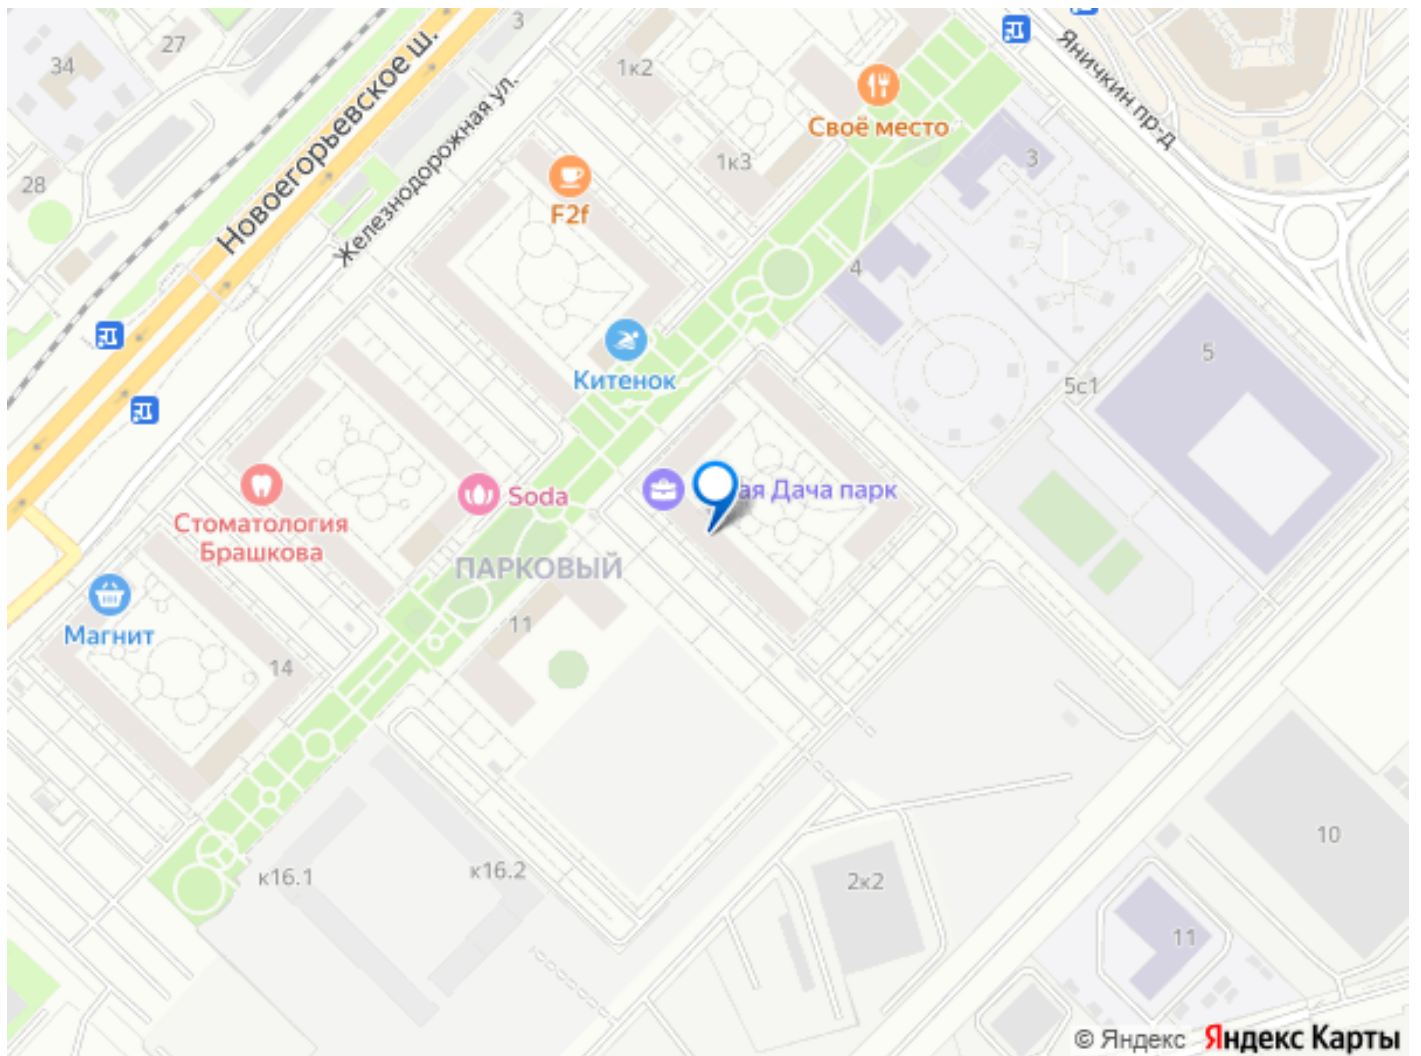 3
27
34
1к2
Яничкин пр-д
Новоегорьевское ш.
Железнодорожная ул.
Своё место
1к3
3
28
F2f
4
5
Китенок
5с1
Soda
ая Дача парк
Стоматология
Брашкова
ПАРКОВЫЙ
Магнит
11
14
10
к16.1
к16.2
2к2
11
© Яндекс Яндекс Карты